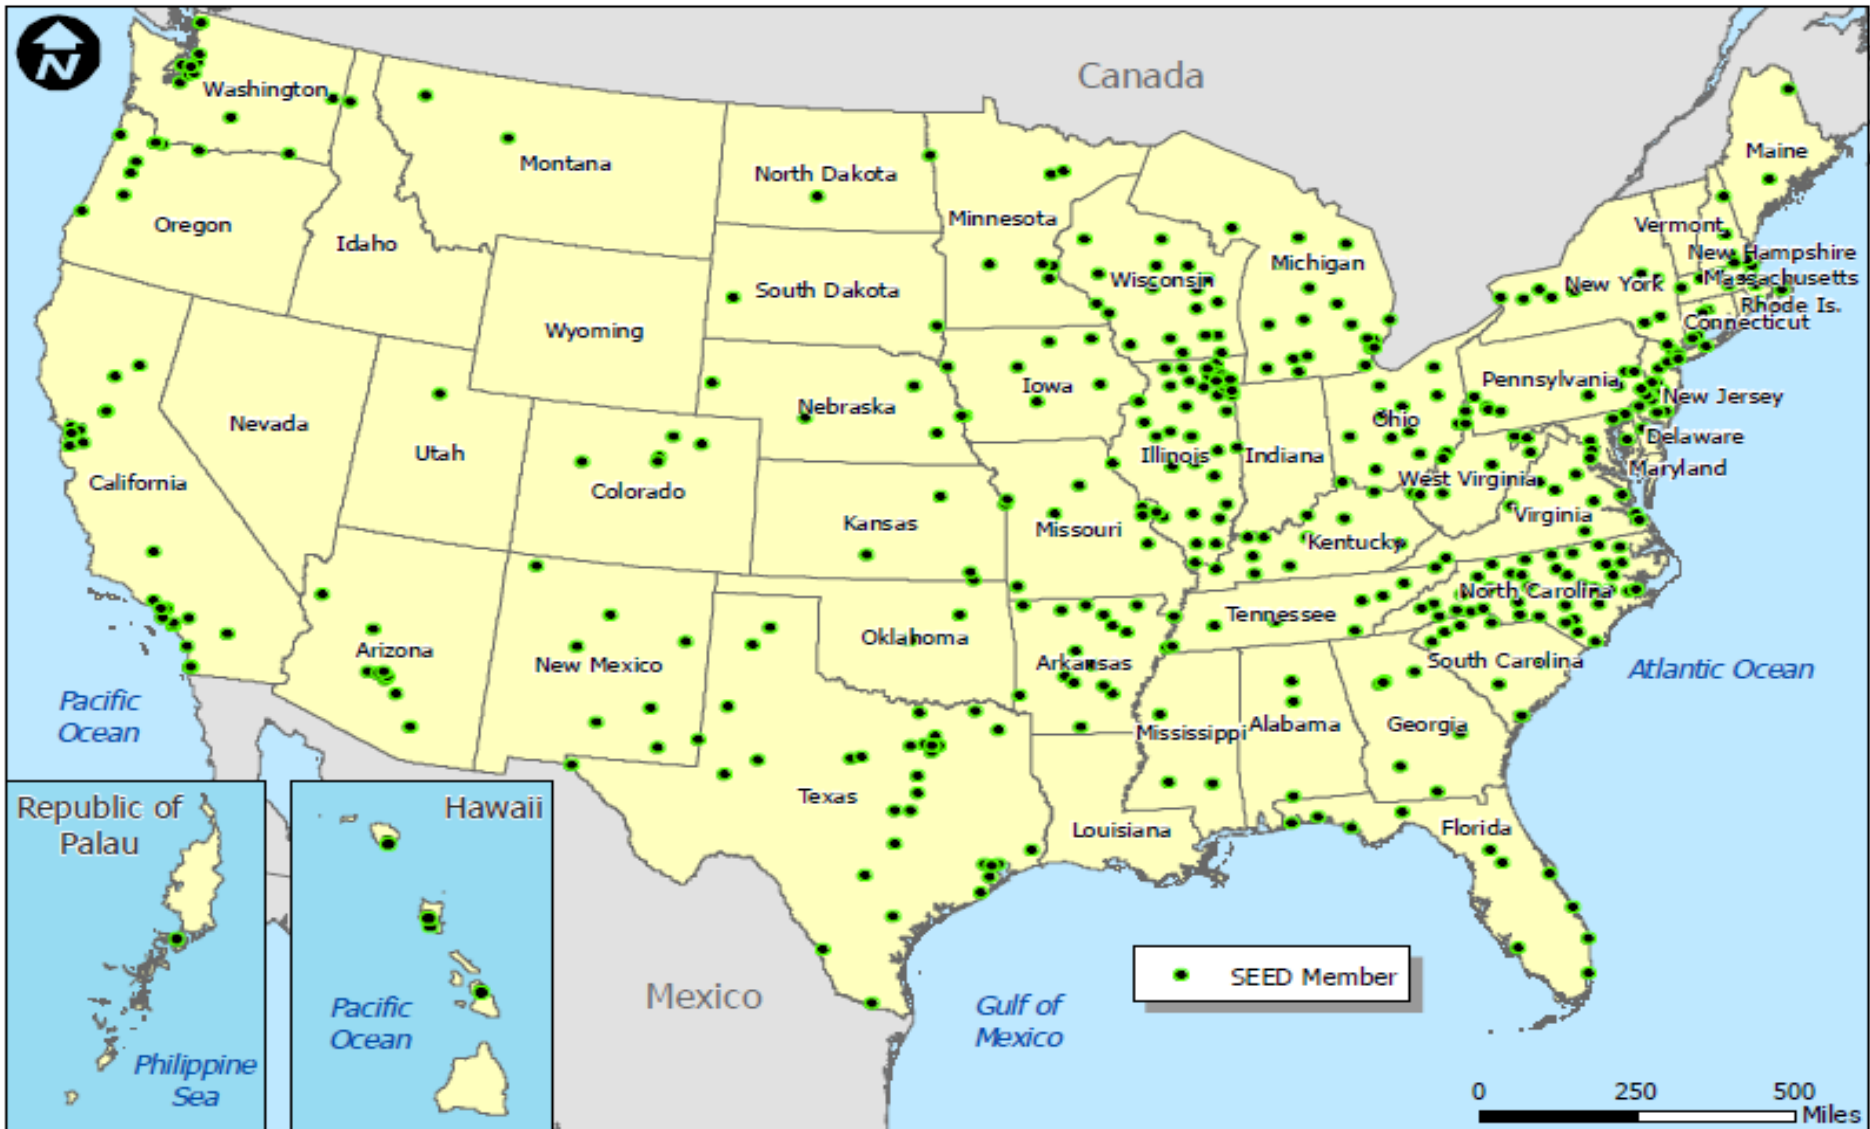 N
Canada
Washington
Montana
North Dakota
Minnesota
Maine
Oregon
Idaho
Vermont
New Hampshire
Wisconsin
Michigan
New York
Massachusetts
Rhode Is.
Connecticut
South Dakota
Wyoming
Iowa
Pennsylvania
New Jersey
Nebraska
Nevada
Ohio
Delaware
Utah
Illinois
Indiana
Maryland
California
Colorado
West Virginia
Kansas
Missouri
Virginia
Kentucky
North Carolina
Tennessee
Oklahoma
Arizona
New Mexico
Arkansas
South Carolina
Atlantic Ocean
Pacific
Ocean
Mississippi
Alabama
Georgia
Texas
Louisiana
Florida
Republic of
Palau
Hawaii
SEED Member
Mexico
Gulf of
Mexico
Pacific
Ocean
Philippine
Sea
0 250 500
Miles